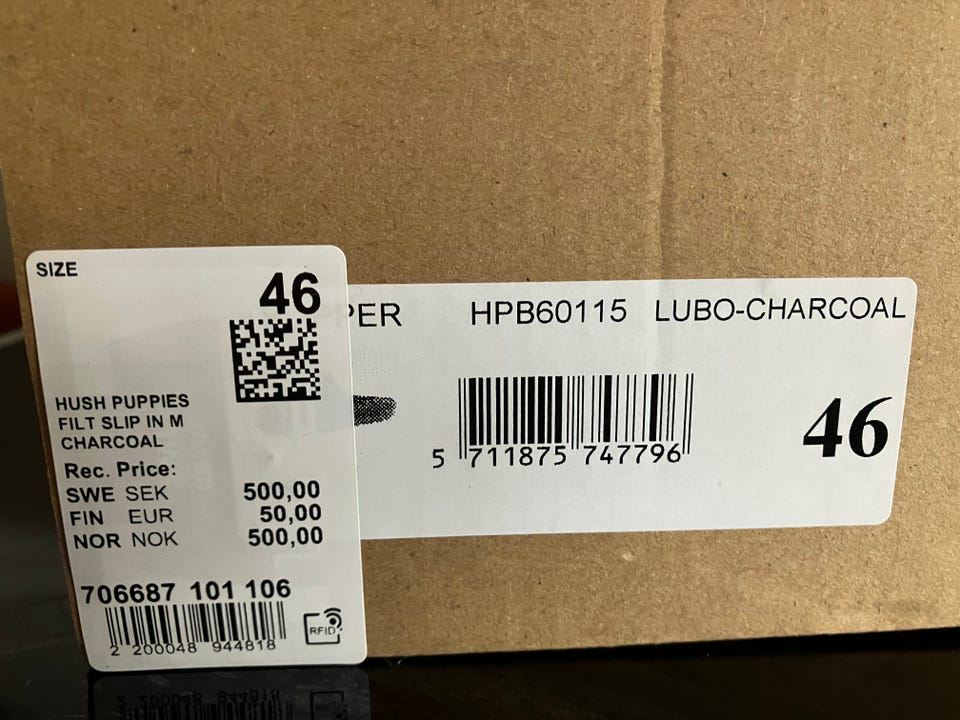 SIZE
46
HUSH PUPPIES
FILT SLIP IN M
CHARCOAL
Rec. Price:
SWE SEK 500,00
FIN EUR 50,00
NOR NOK 500,00
706687 101 106
2 200048 944818
RFID
PER HPB60115 LUBO-CHARCOAL
5 711875 747796
46